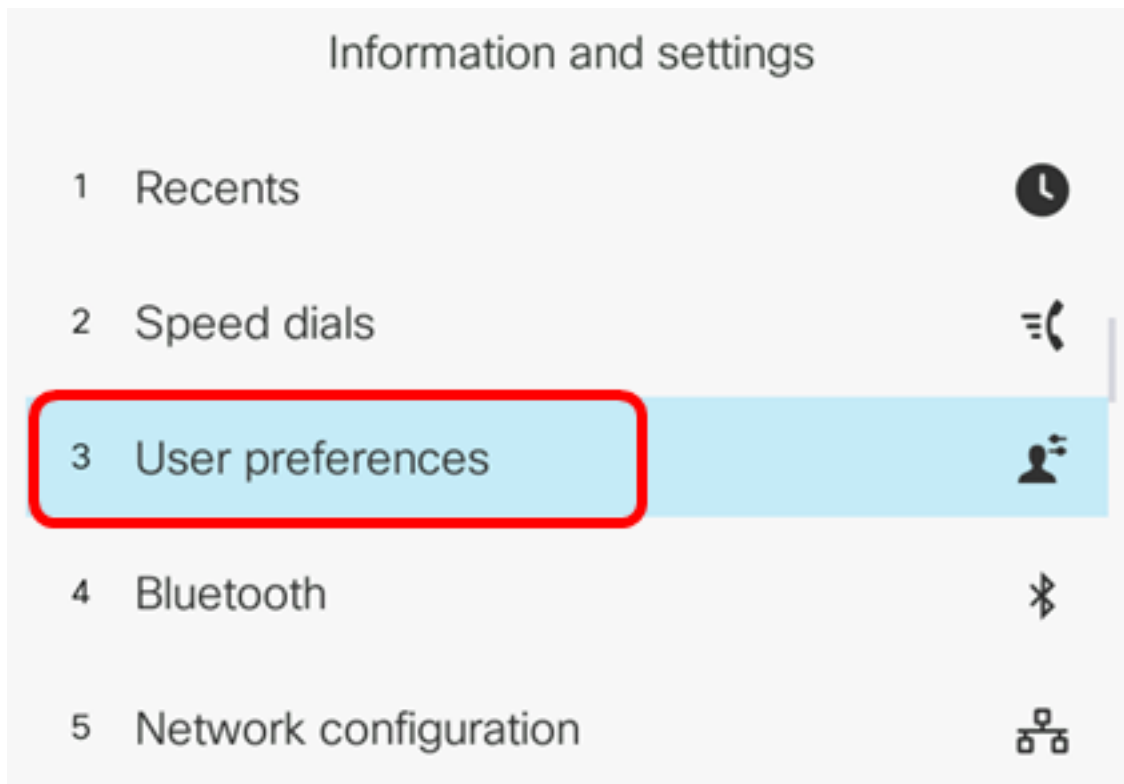 Information and settings
1 Recents
2 Speed dials
3 User preferences
4 Bluetooth
5 Network configuration